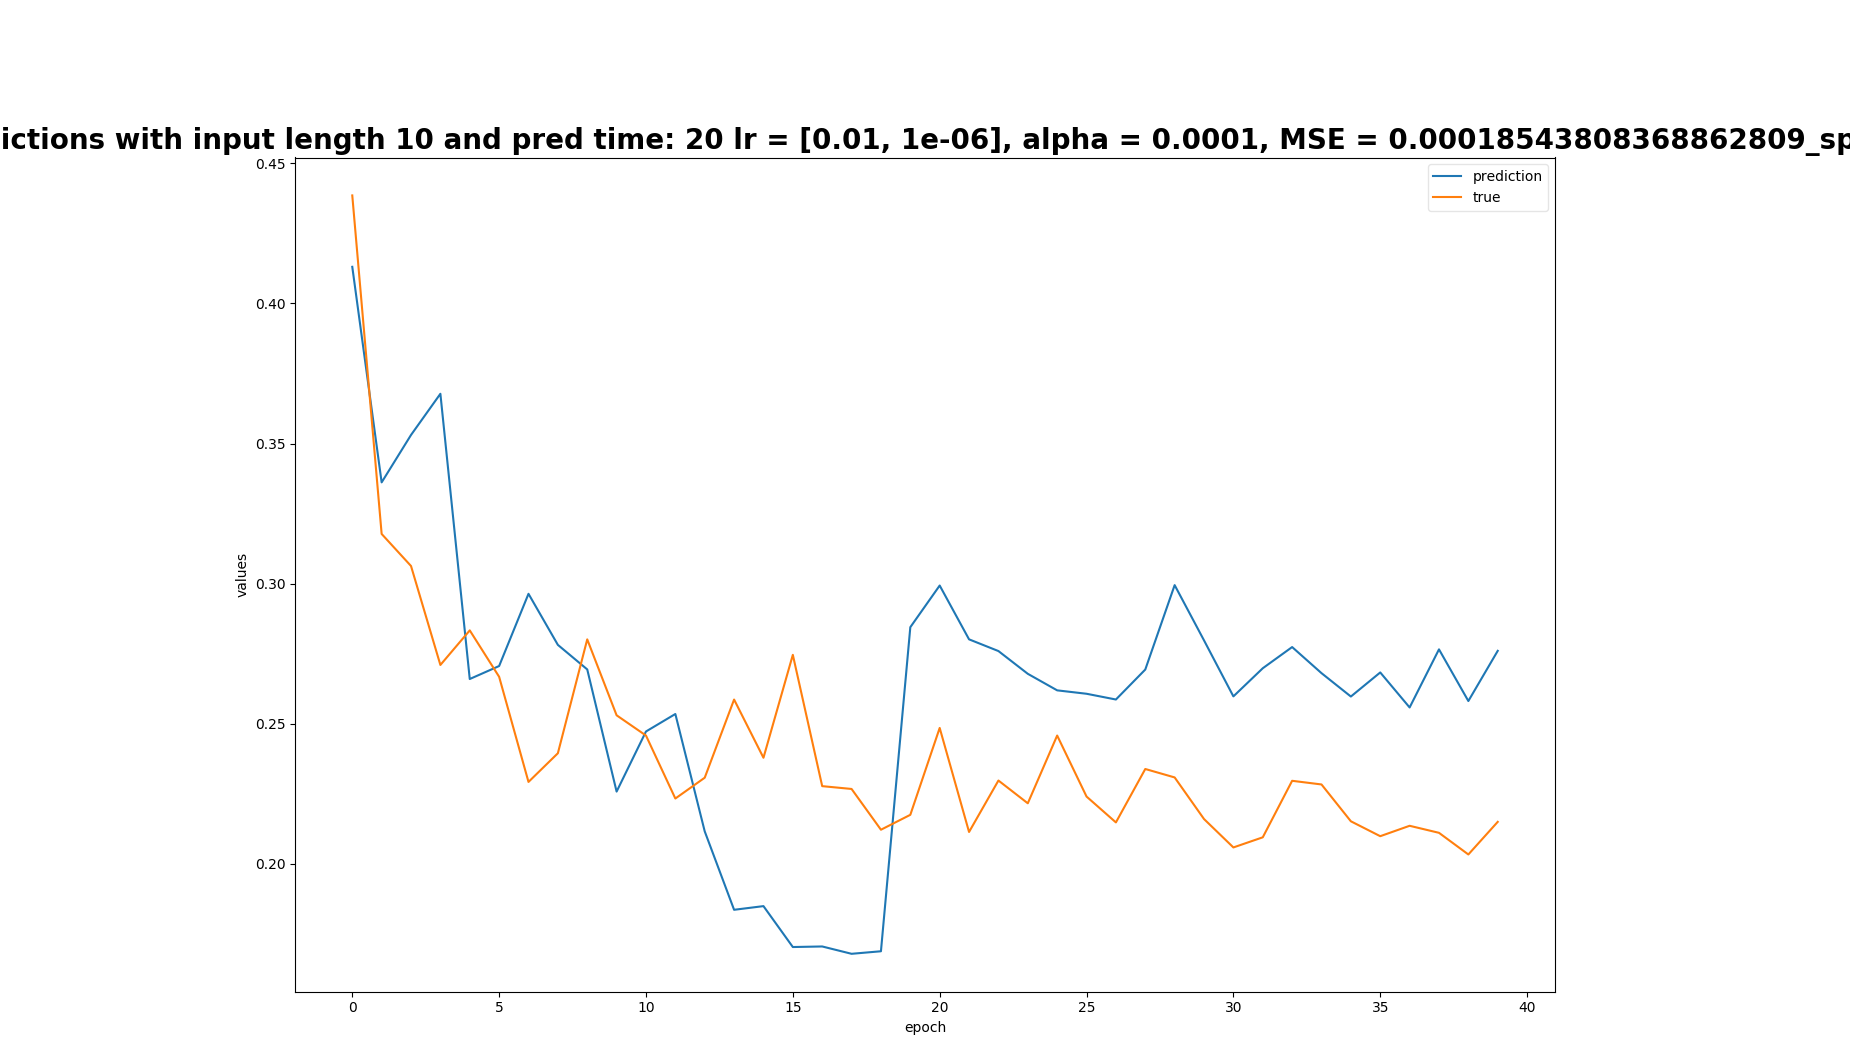 ictions with input length 10 and pred time: 20 lr = [0.01, 1e-06], alpha = 0.0001, MSE = 0.00018543808368862809_sp
prediction
true
0.45
0.40
0.35
0.30
0.25
0.20
values
0 5 10 15 20 25 30 35 40
epoch